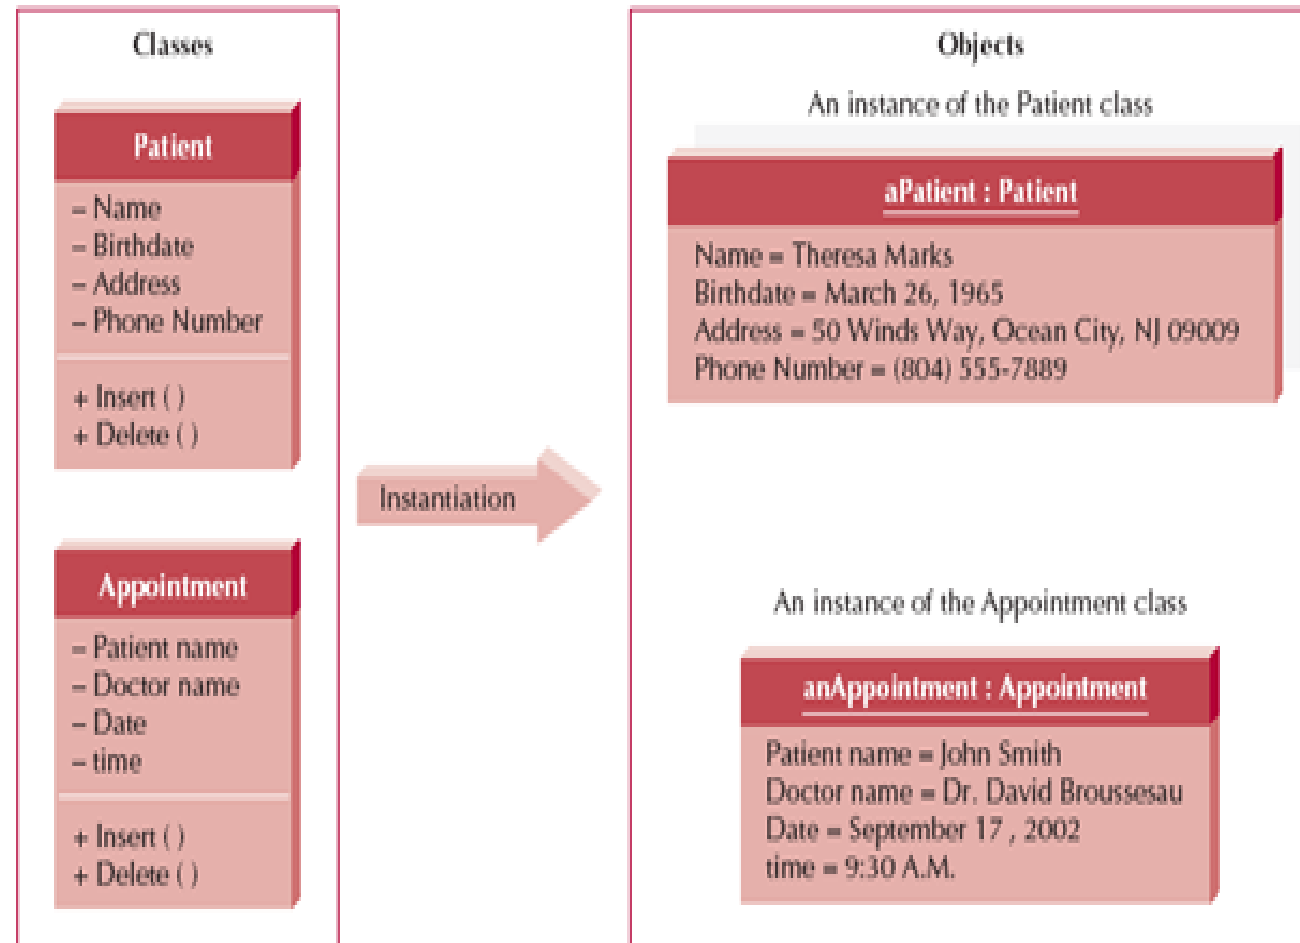 Classes
Patient
– Name
– Birthdate
– Address
– Phone Number
+ Insert ( )
+ Delete ( )
Appointment
– Patient name
– Doctor name
– Date
– time
+ Insert ( )
+ Delete ( )
Instantiation
Objects
An instance of the Patient class
aPatient : Patient
Name = Theresa Marks
Birthdate = March 26, 1965
Address = 50 Winds Way, Ocean City, NJ 09009
Phone Number = (804) 555-7889
An instance of the Appointment class
anAppointment : Appointment
Patient name = John Smith
Doctor name = Dr. David Broussesau
Date = September 17 , 2002
time = 9:30 A.M.